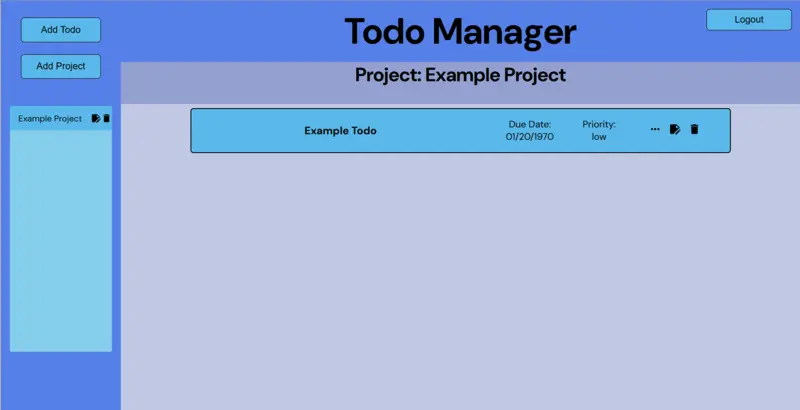 Add Todo
Todo Manager
Logout
Add Project
Project: Example Project
Example Project
Example Todo
Due Date:
01/20/1970
Priority:
low